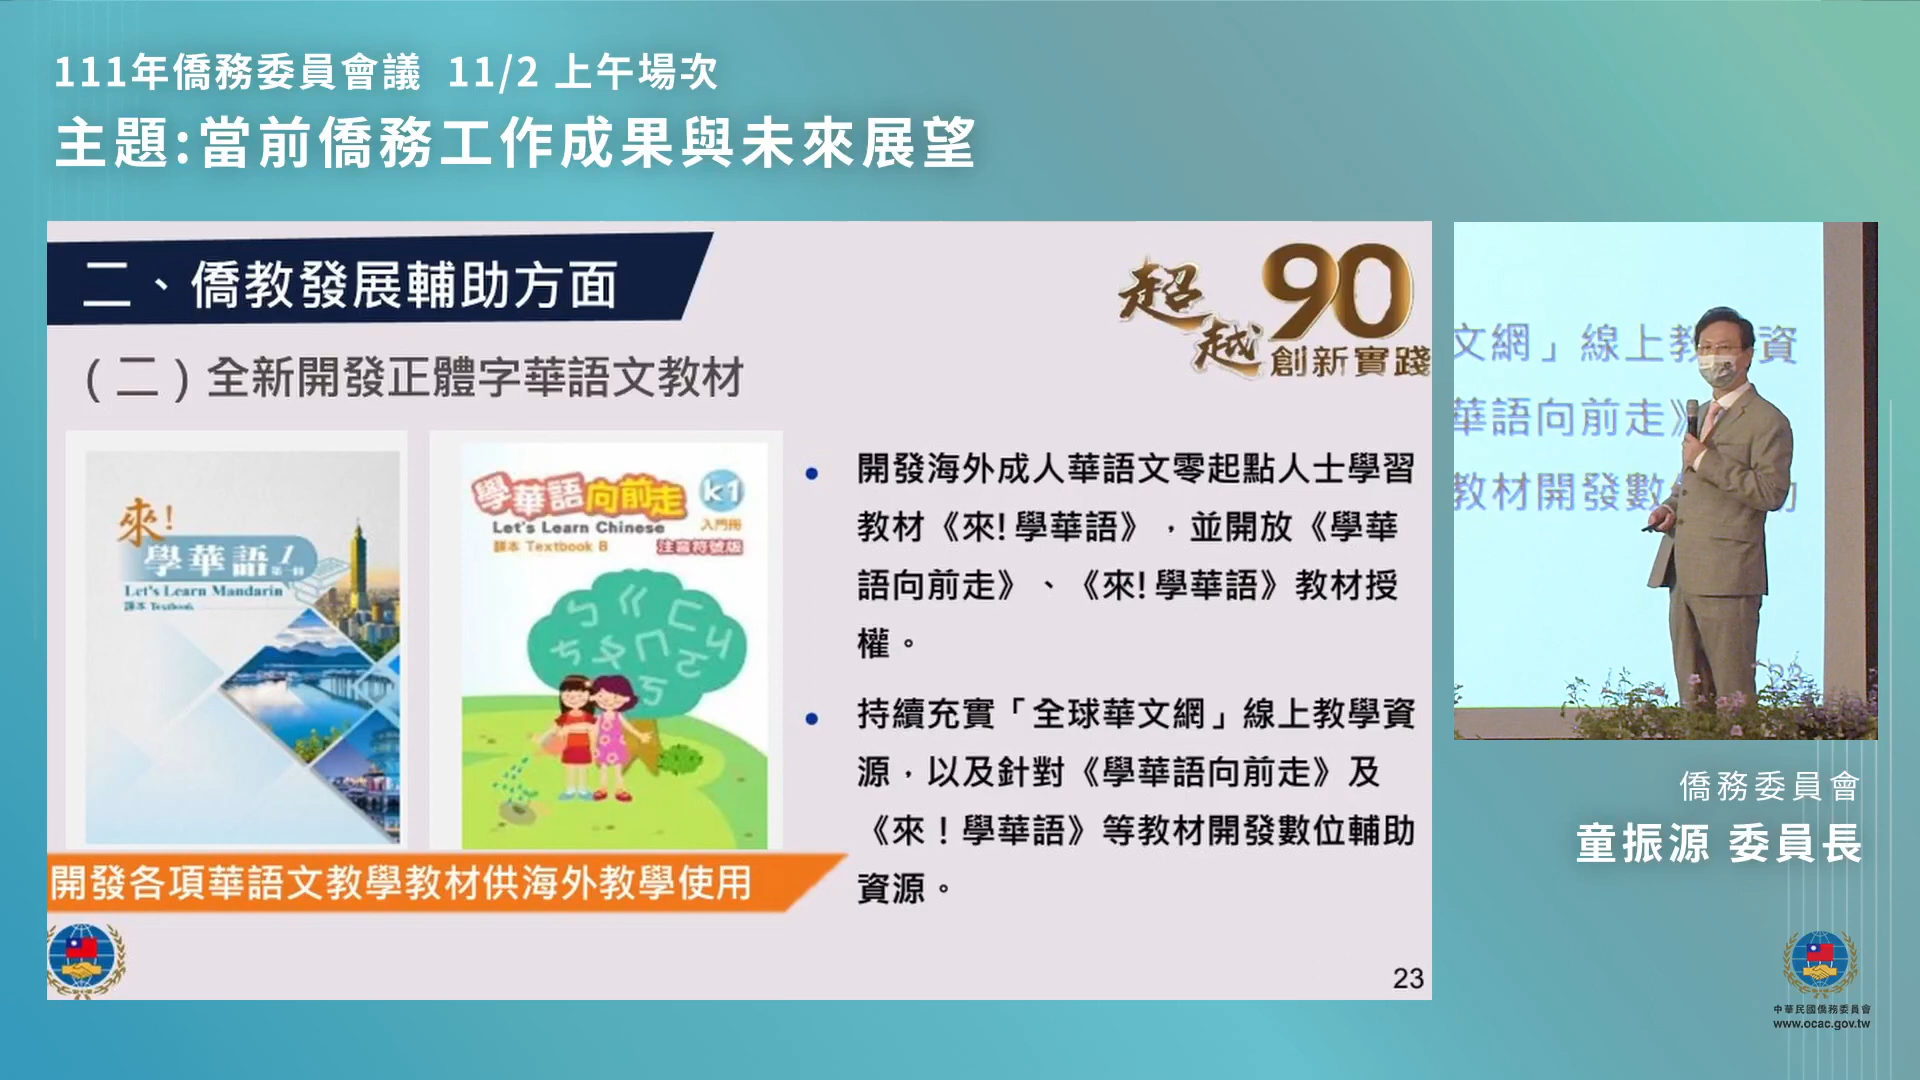 111年僑務委員會議 11/2 上午場次
主題:當前僑務工作成果與未來展望
二、僑教發展輔助方面
超越90
創新實踐
(二)全新開發正體字華語文教材
來!
學華語1
第一冊
Let's Learn Mandarin
課本 Textbook
學華語向前走
k1
Let's Learn Chinese
入門冊
課本 Textbook B
注音符號版
ㄅ ㄍ ㄈ
ㄘ ㄆ ㄇ ㄛ ㄐ
ㄎ
• 開發海外成人華語文零起點人士學習
教材《來!學華語》，並開放《學華
語向前走》、《來!學華語》教材授
權。
• 持續充實「全球華文網」線上教學資
源，以及針對《學華語向前走》及
《來！學華語》等教材開發數位輔助
資源。
開發各項華語文教學教材供海外教學使用
23
文網」線上教 資
華語向前走》
教材開發數
僑務委員會
童振源 委員長
中華民國僑務委員會
www.ocac.gov.tw